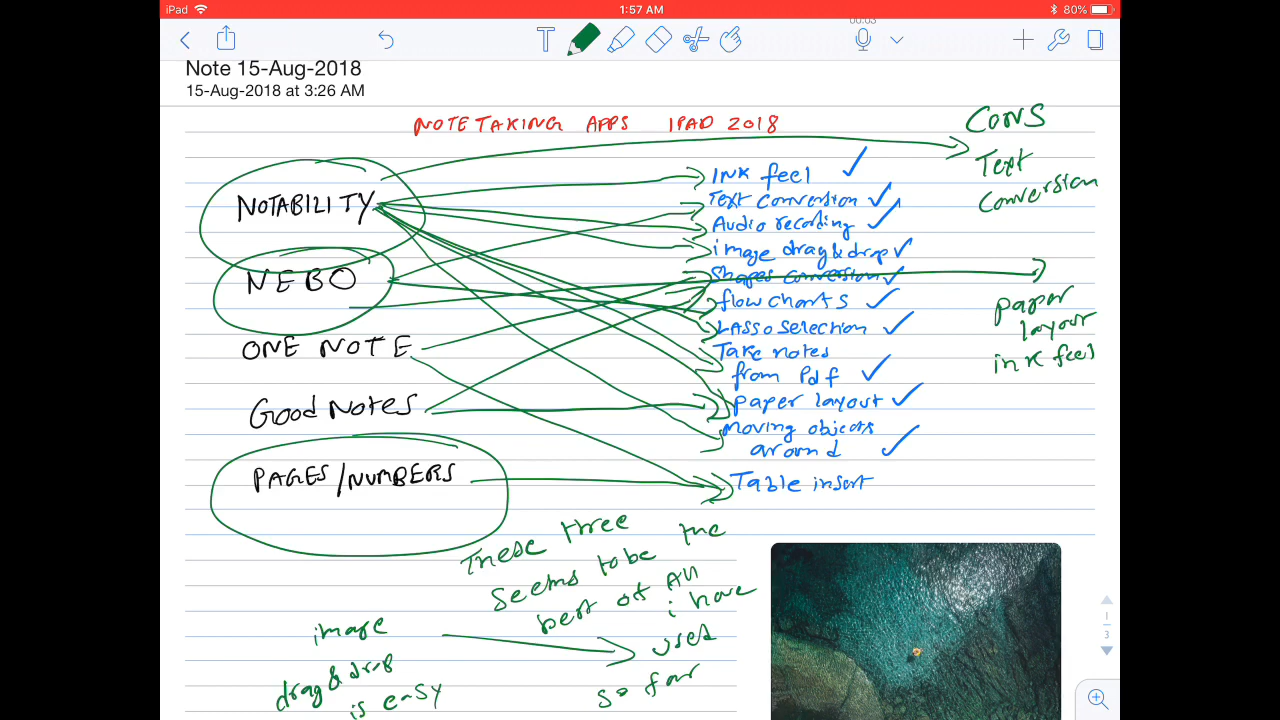 iPad
1:57 AM
80%
00:03
T
Note 15-Aug-2018
15-Aug-2018 at 3:26 AM
NOTE TAKING APPS IPAD 2018
CONS
Text
conversion
NOTABILITY
INK feel
Text conversion
Audio recording
image drag & drop
NEBO
Shapes conversion
flow charts
paper
layout
ink feel
LASSO selection
ONE NOTE
Take notes
from Pdf
Good Notes
paper layout
Moving objects
around
PAGES/NUMBERS
Table insert
These three
seems to be the
best of All
i have
used
so far
image
drag & drop
is easy
1
3